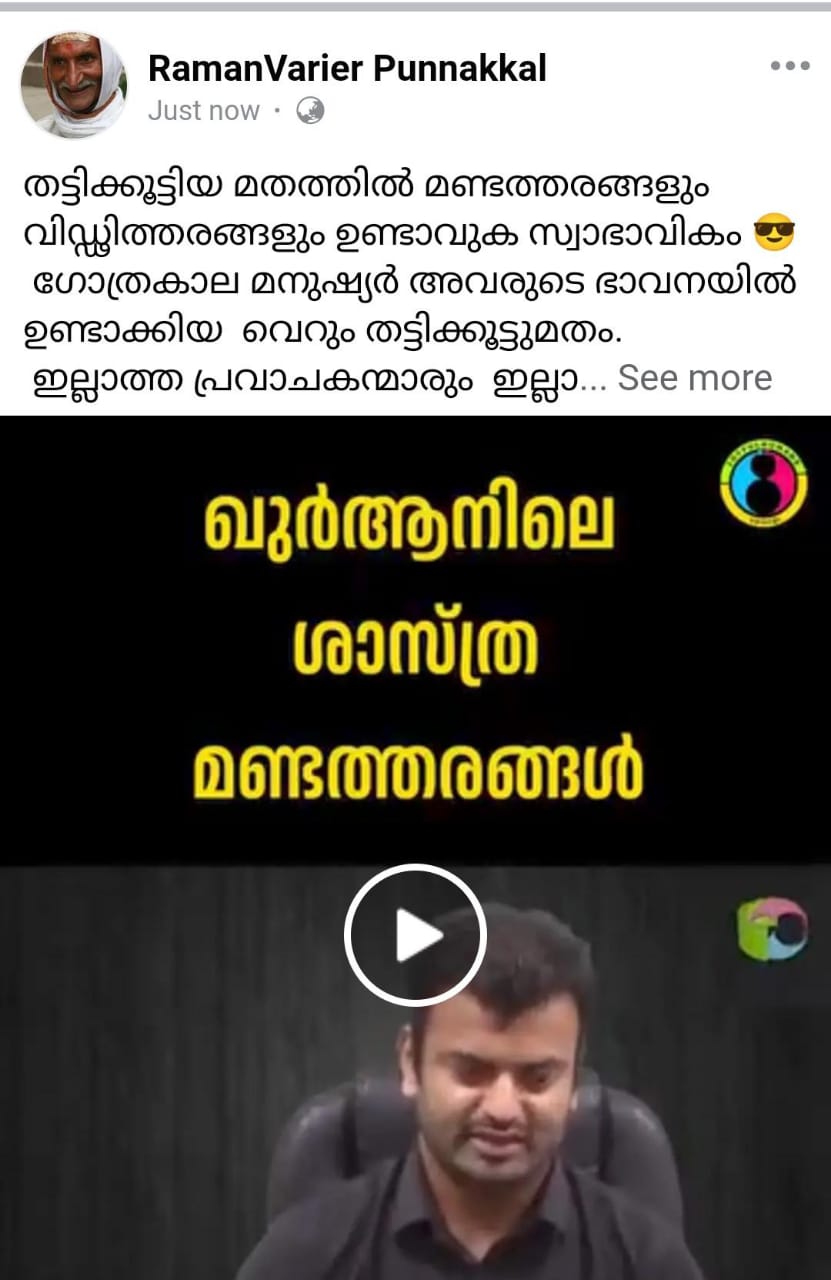 RamanVarier Punnakkal
Just now ·
തട്ടിക്കൂട്ടിയ മതത്തിൽ മണ്ടത്തരങ്ങളും
വിഡ്ഢിത്തരങ്ങളും ഉണ്ടാവുക സ്വാഭാവികം 😎
ഗോത്രകാല മനുഷ്യർ അവരുടെ ഭാവനയിൽ
ഉണ്ടാക്കിയ വെറും തട്ടിക്കൂട്ടുമതം.
ഇല്ലാത്ത പ്രവാചകന്മാരും ഇല്ലാ... See more
ഖുർആനിലെ
ശാസ്ത്ര
മണ്ടത്തരങ്ങൾ